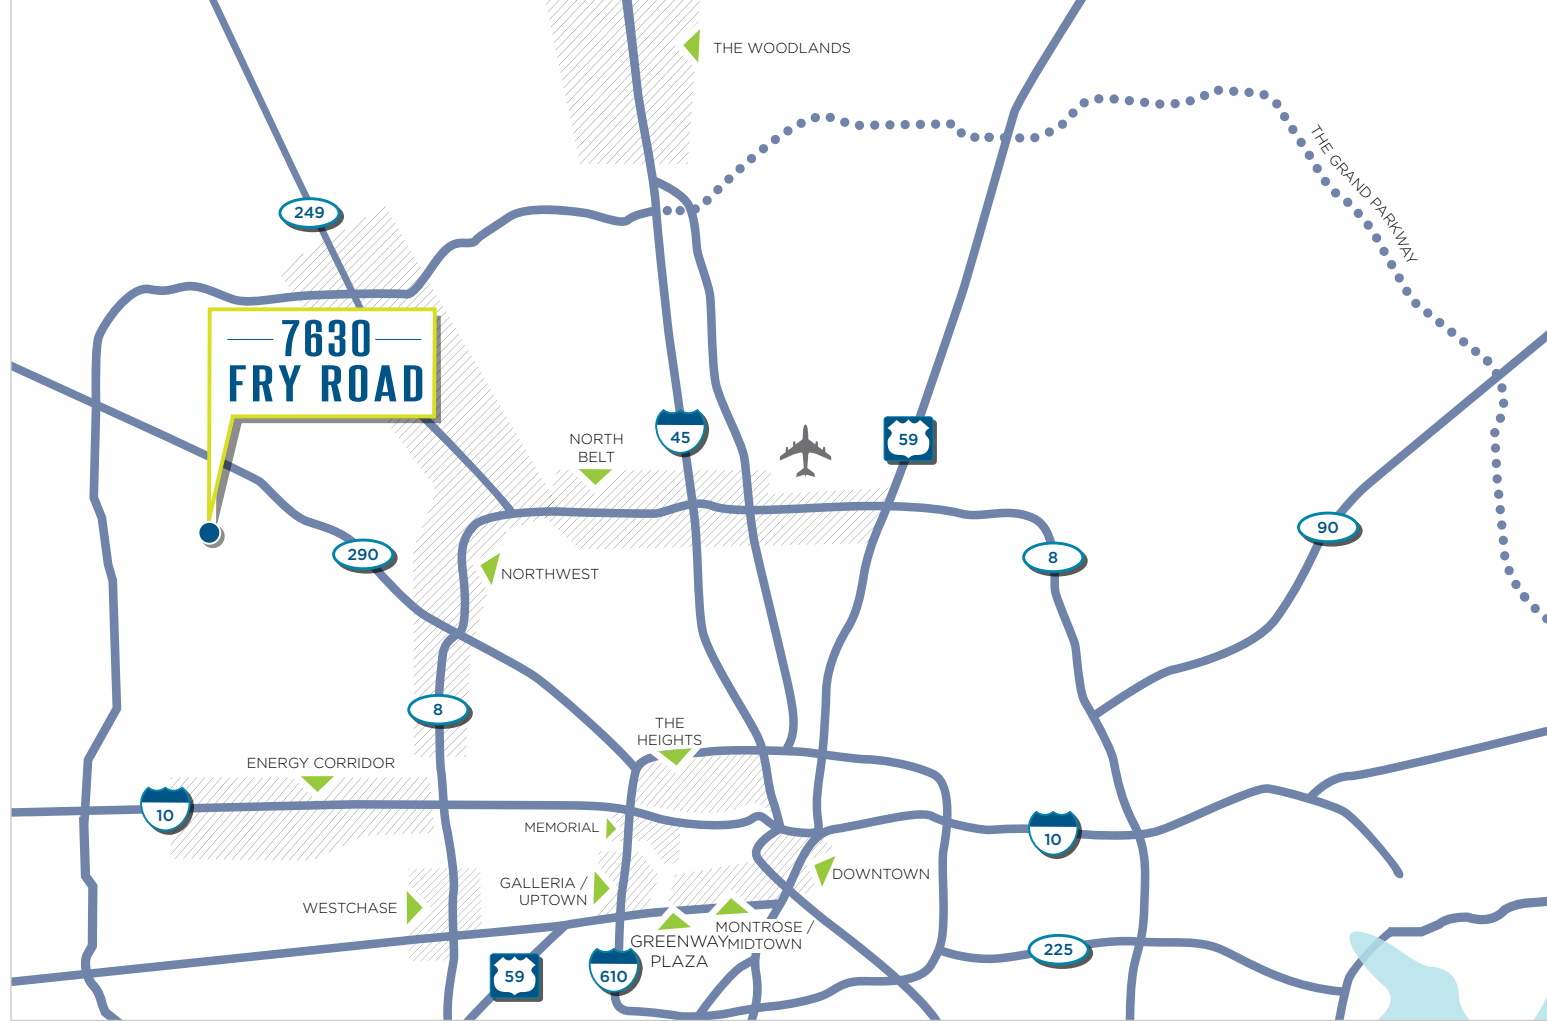 THE WOODLANDS
THE GRAND PARKWAY
249
7630
FRY ROAD
45
59
NORTH
BELT
290
90
8
NORTHWEST
8
THE
HEIGHTS
ENERGY CORRIDOR
10
MEMORIAL
10
GALLERIA /
UPTOWN
DOWNTOWN
WESTCHASE
MONTROSE /
MIDTOWN
GREENWAY
PLAZA
225
59
610